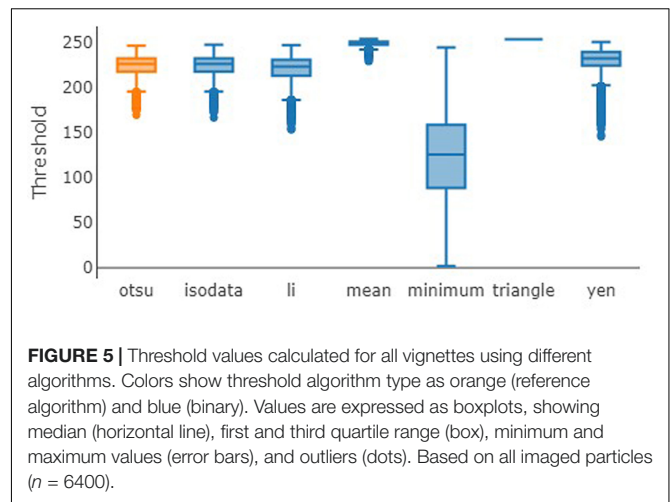 250
200
150
100
50
0
Threshold
otsu isodata li mean minimum triangle yen
FIGURE 5 | Threshold values calculated for all vignettes using different
algorithms. Colors show threshold algorithm type as orange (reference
algorithm) and blue (binary). Values are expressed as boxplots, showing
median (horizontal line), first and third quartile range (box), minimum and
maximum values (error bars), and outliers (dots). Based on all imaged particles
(n = 6400).